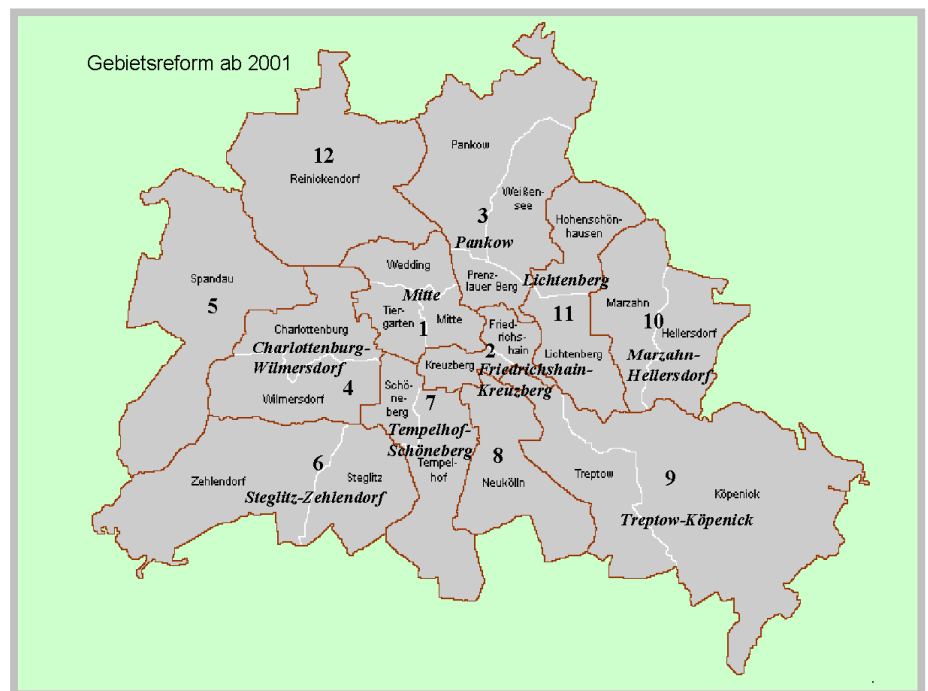 Gebietsreform ab 2001
Pankow
12
Reinickendorf
Weißen-
see
3
Pankow
Hohenschön-
hausen
Wedding
Spandau
5
Prenz-
lauer Berg
Lichtenberg
Mitte
Tier-
garten
1
Mitte
11
Marzahn
10
Hellersdorf
Charlottenburg
Charlottenburg-
Wilmersdorf
Fried-
richs-
hain
2
Lichtenberg
Marzahn-
Hellersdorf
Kreuzberg
Friedrichshain-
Kreuzberg
Wilmersdorf
4
Schö-
ne-
berg
7
Tempelhof-
Schöneberg
Tempel-
hof
8
Neukölln
6
Zehlendorf
Steglitz
Steglitz-Zehlendorf
Treptow
9
Köpenick
Treptow-Köpenick